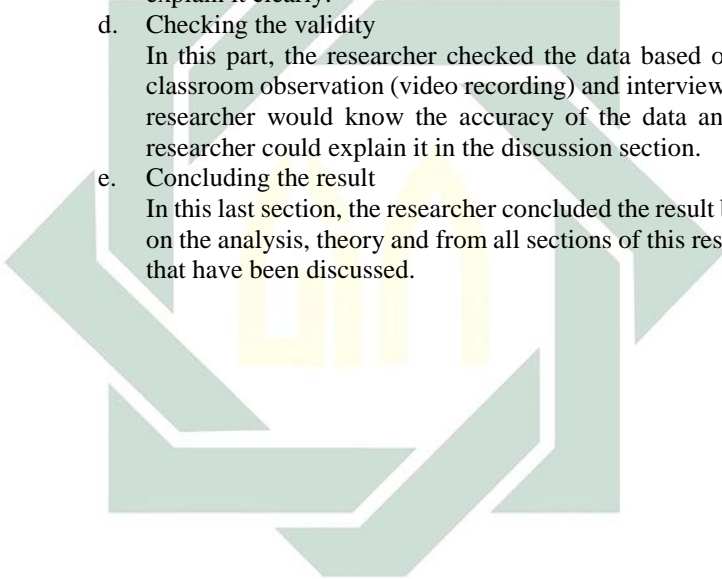 explain it clearly.
d. Checking the validity
In this part, the researcher checked the data based o
classroom observation (video recording) and interview
researcher would know the accuracy of the data an
researcher could explain it in the discussion section.
e. Concluding the result
In this last section, the researcher concluded the result b
on the analysis, theory and from all sections of this res
that have been discussed.